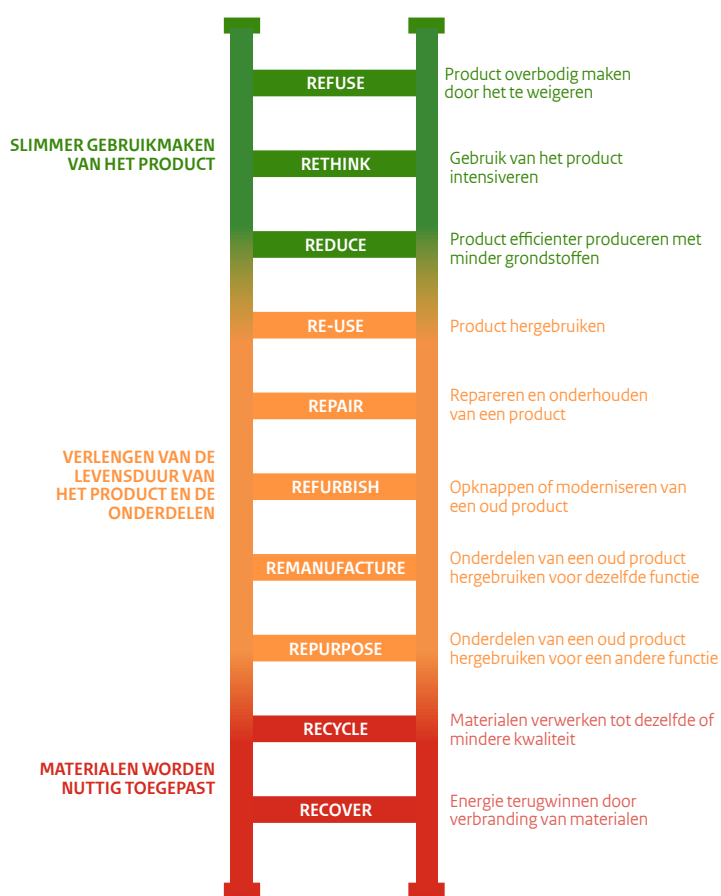 REFUSE
Product overbodig maken
door het te weigeren
SLIMMER GEBRUIKMAKEN
VAN HET PRODUCT
RETHINK
Gebruik van het product
intensiveren
REDUCE
Product efficienter produceren met
minder grondstoffen
RE-USE
Product hergebruiken
REPAIR
Repareren en onderhouden
van een product
VERLENGEN VAN DE
LEVENSDUUR VAN
HET PRODUCT EN DE
ONDERDELEN
REFURBISH
Opknappen of moderniseren van
een oud product
REMANUFACTURE
Onderdelen van een oud product
hergebruiken voor dezelfde functie
REPURPOSE
Onderdelen van een oud product
hergebruiken voor een andere functie
RECYCLE
Materialen verwerken tot dezelfde of
mindere kwaliteit
MATERIALEN WORDEN
NUTTIG TOEGEPAST
RECOVER
Energie terugwinnen door
verbranding van materialen